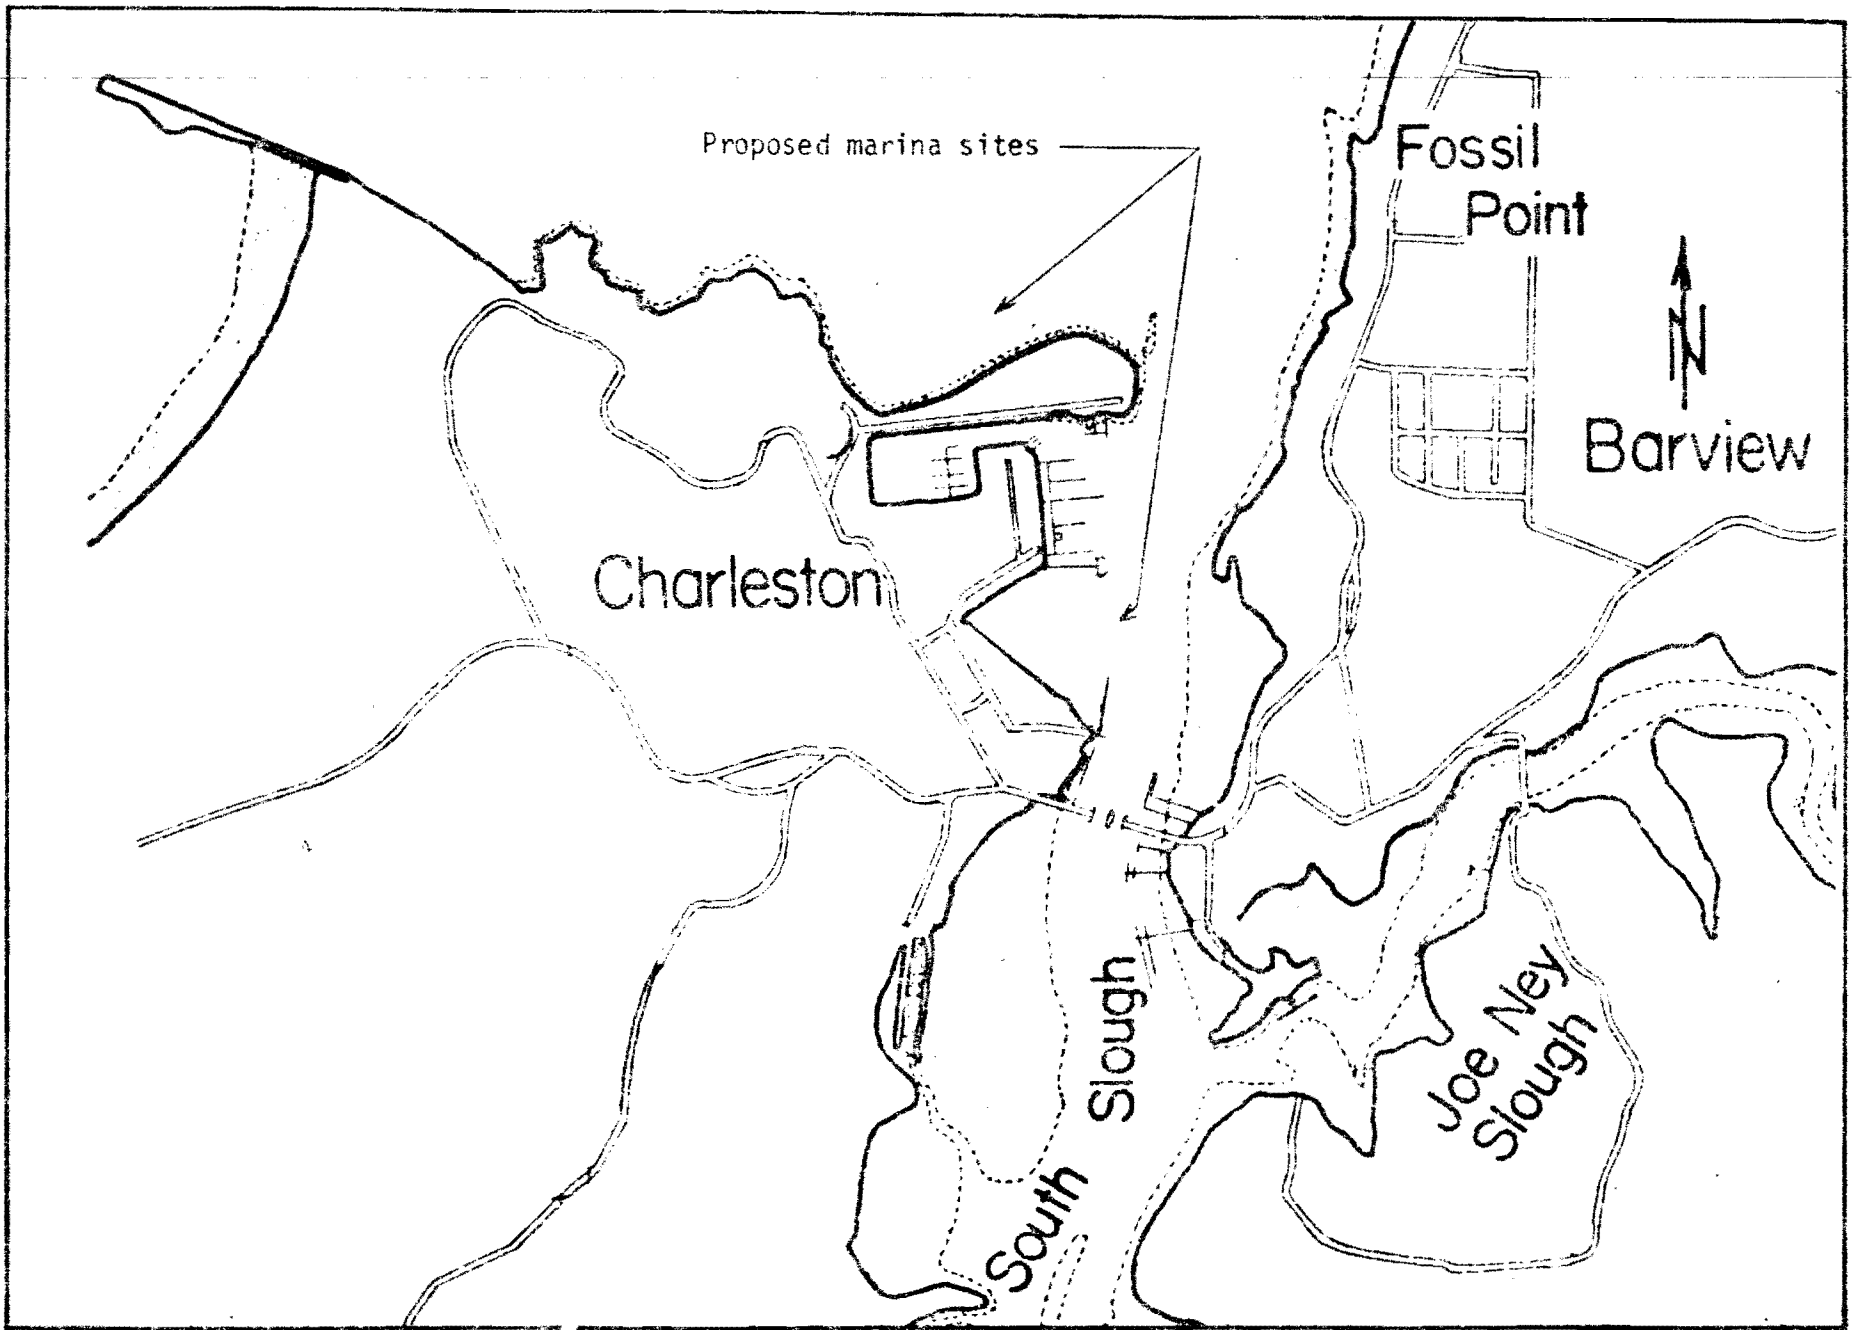 Proposed marina sites
Fossil
Point
N
Barview
Charleston
South Slough
Joe Ney
Slough